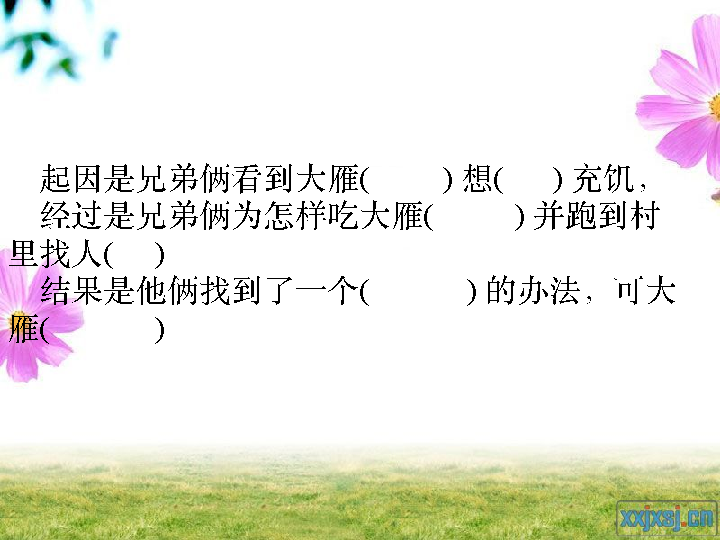 起因是兄弟俩看到大雁(          ) 想(      ) 充饥，
经过是兄弟俩为怎样吃大雁(          ) 并跑到村
里找人(     )
结果是他俩找到了一个(            ) 的办法，可大
雁(             )
xxjxsj.cn